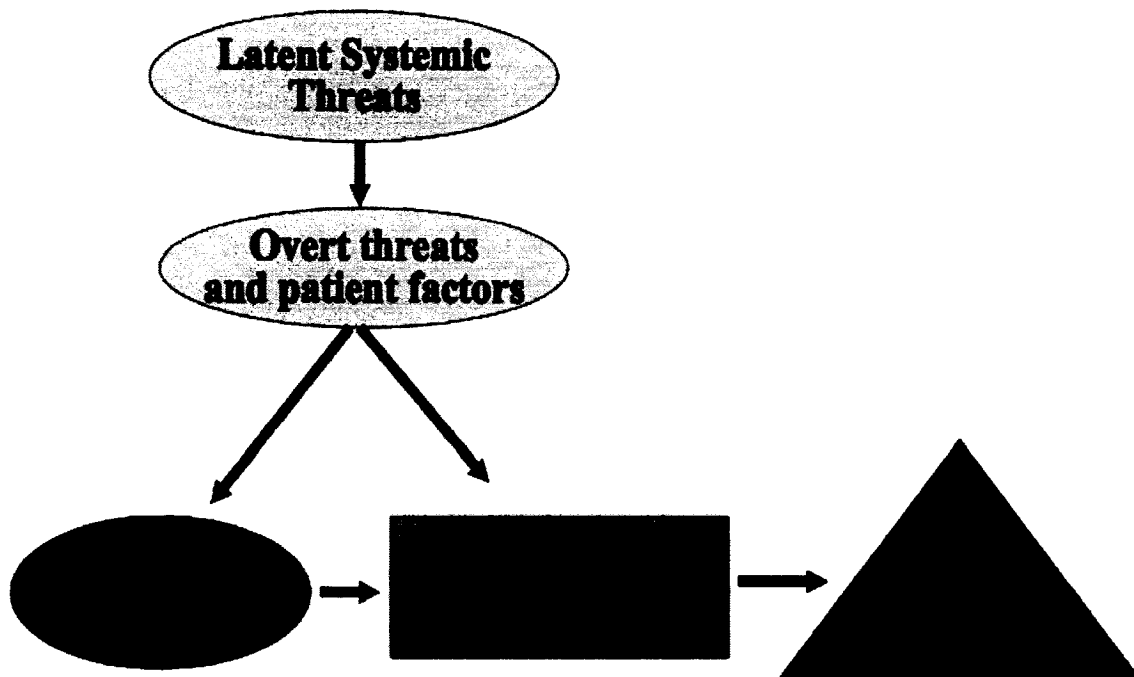 Latent Systemic
Threats
Overt threats
and patient factors